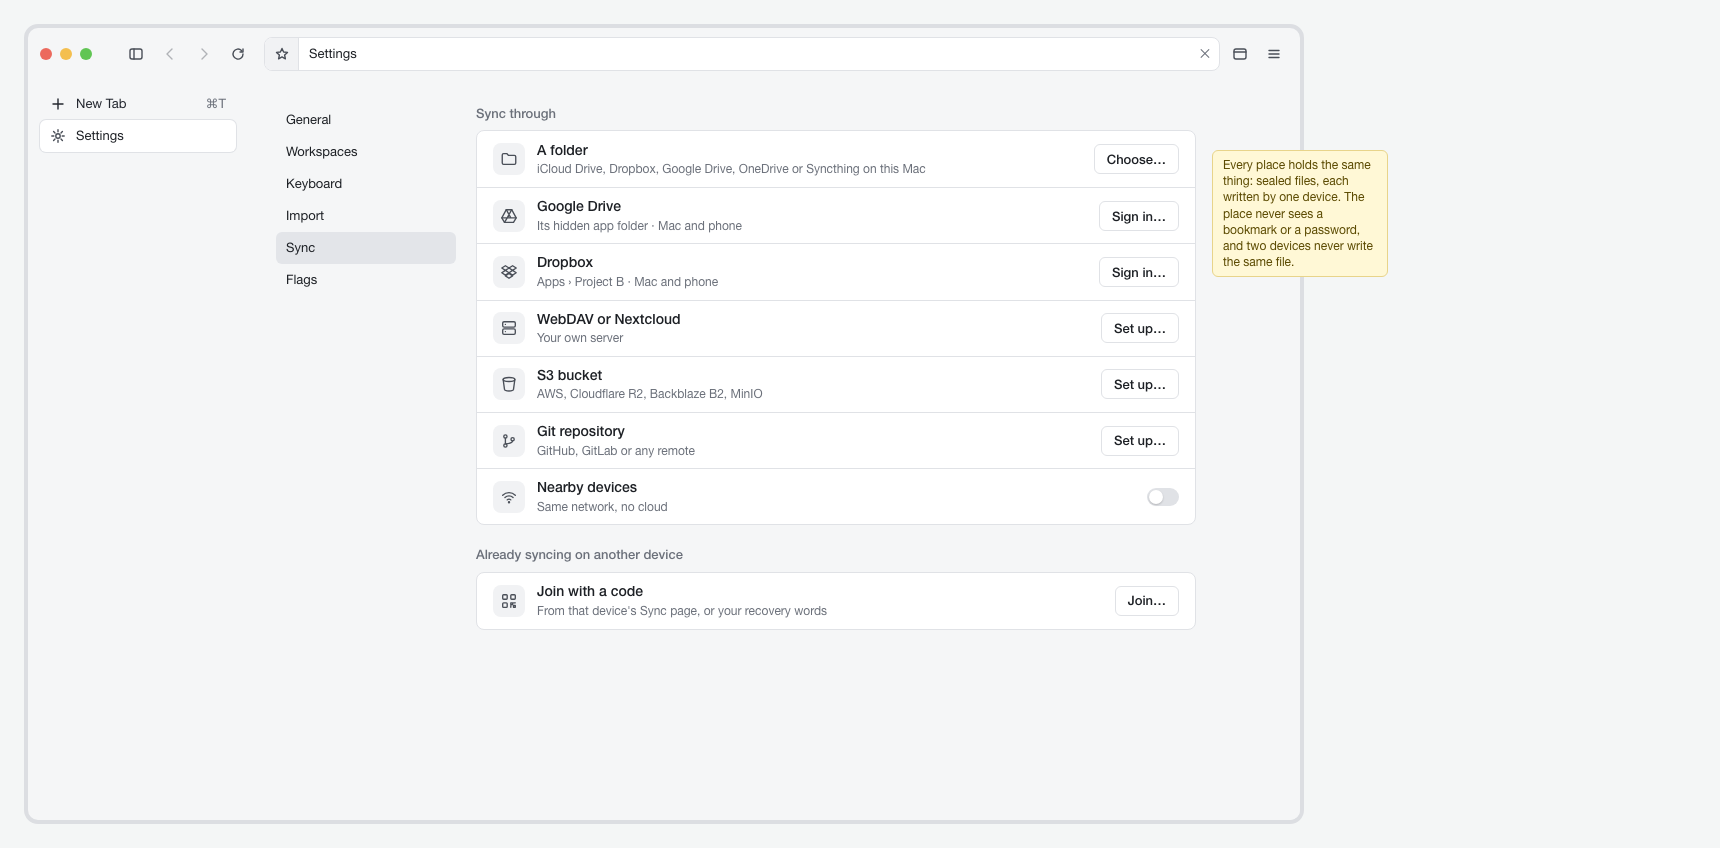 Settings
New Tab ⌘T
Settings
General
Workspaces
Keyboard
Import
Sync
Flags
Sync through
A folder
iCloud Drive, Dropbox, Google Drive, OneDrive or Syncthing on this Mac
Choose...
Google Drive
Its hidden app folder · Mac and phone
Sign in...
Dropbox
Apps › Project B · Mac and phone
Sign in...
WebDAV or Nextcloud
Your own server
Set up...
S3 bucket
AWS, Cloudflare R2, Backblaze B2, MinIO
Set up...
Git repository
GitHub, GitLab or any remote
Set up...
Nearby devices
Same network, no cloud
Already syncing on another device
Join with a code
From that device's Sync page, or your recovery words
Join...
Every place holds the same
thing: sealed files, each
written by one device. The
place never sees a
bookmark or a password,
and two devices never write
the same file.